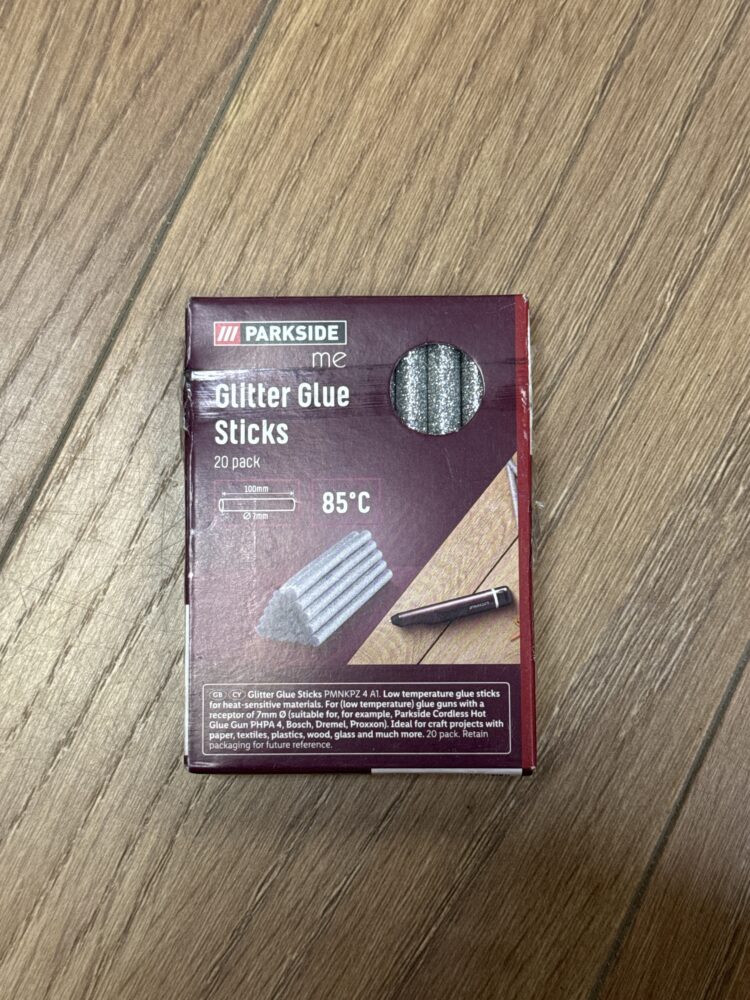 PARKSIDE
me
Glitter Glue
Sticks
20 pack
100mm
Ø 7mm
85°C
GB CY Glitter Glue Sticks PMNKPZ 4 A1. Low temperature glue sticks
for heat-sensitive materials. For (low temperature) glue guns with a
receptor of 7mm Ø (suitable for, for example, Parkside Cordless Hot
Glue Gun PHPA 4, Bosch, Dremel, Proxxon). Ideal for craft projects with
paper, textiles, plastics, wood, glass and much more. 20 pack. Retain
packaging for future reference.